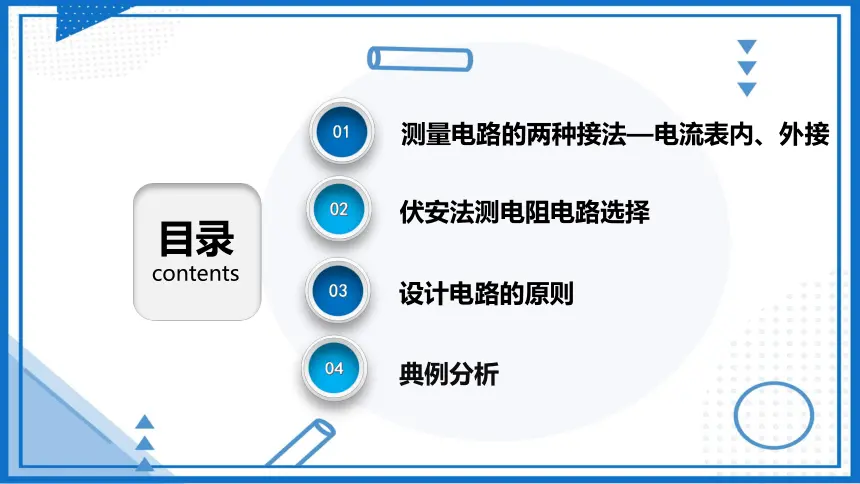 目录
contents
01 测量电路的两种接法—电流表内、外接
02 伏安法测电阻电路选择
03 设计电路的原则
04 典例分析